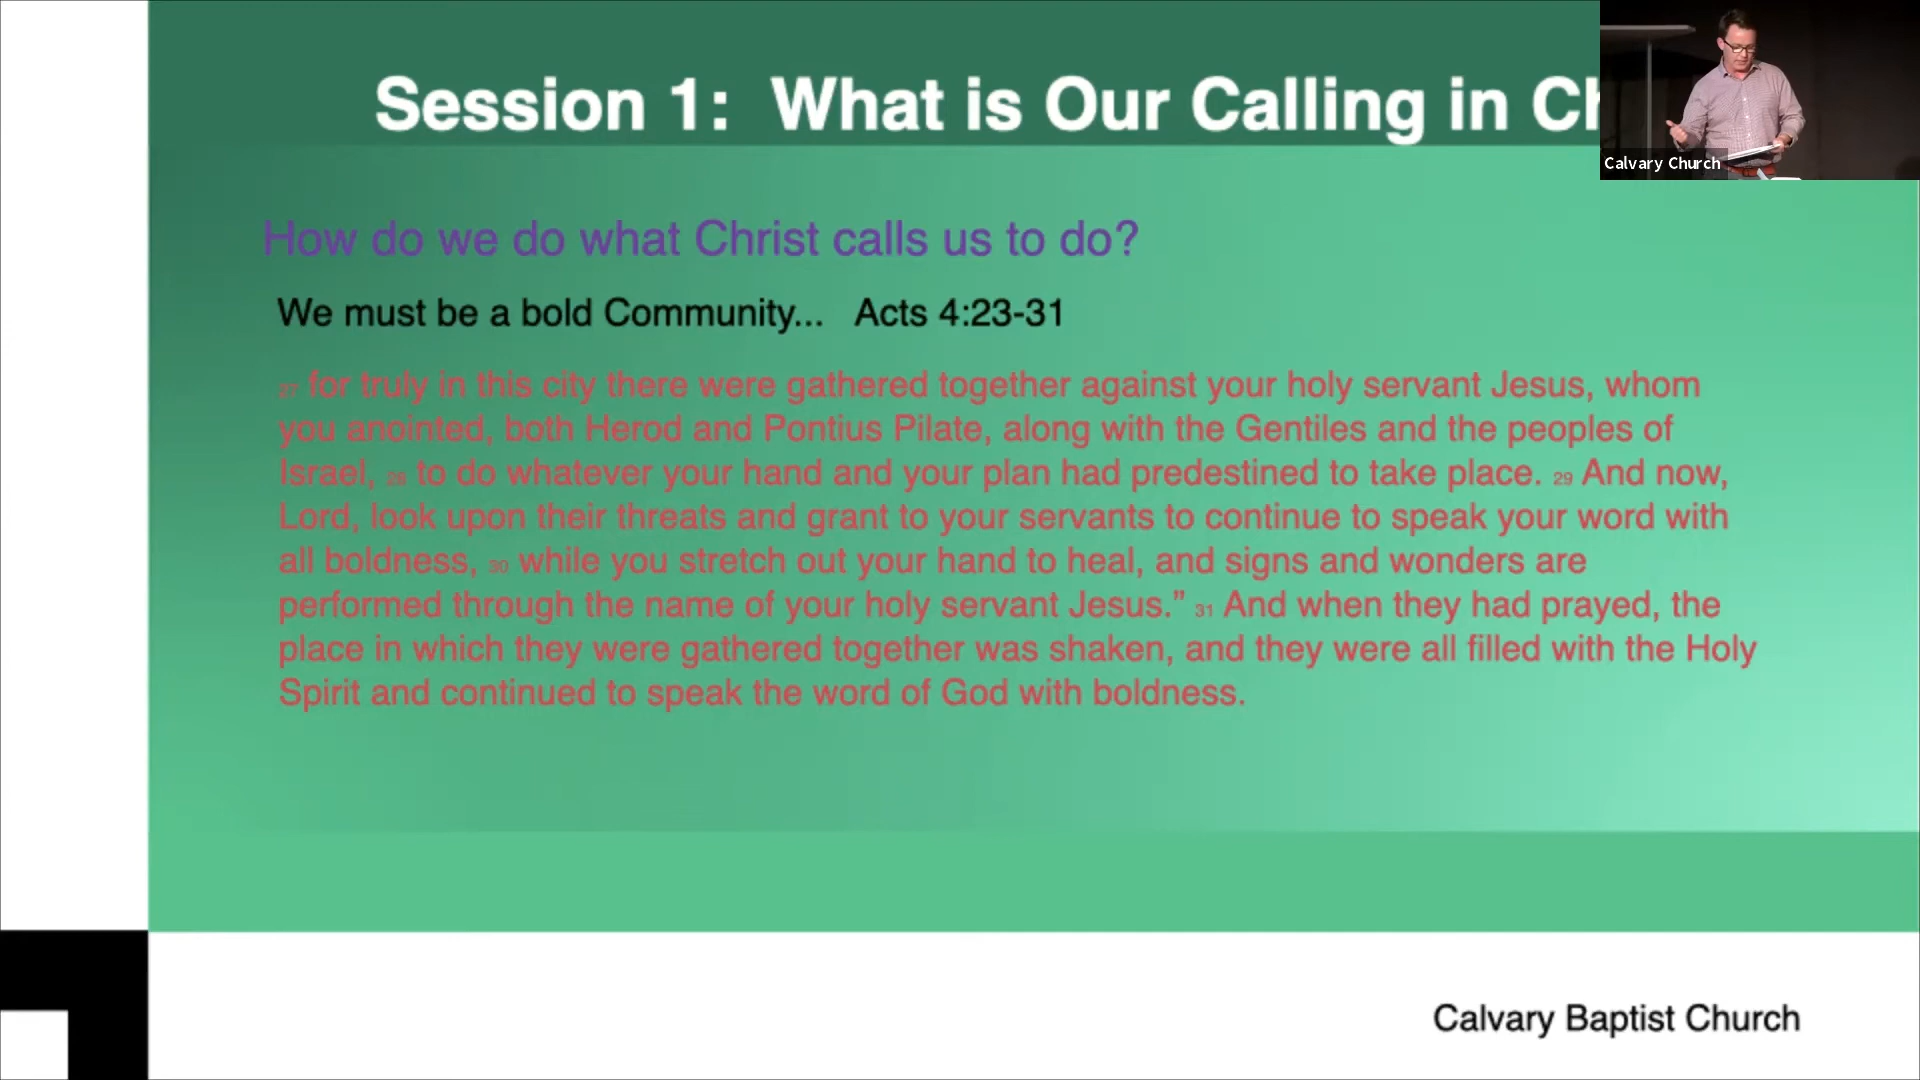 Session 1: What is Our Calling in Ch
Calvary Church
How do we do what Christ calls us to do?
We must be a bold Community... Acts 4:23-31
27 for truly in this city there were gathered together against your holy servant Jesus, whom
you anointed, both Herod and Pontius Pilate, along with the Gentiles and the peoples of
Israel, 28 to do whatever your hand and your plan had predestined to take place. 29 And now,
Lord, look upon their threats and grant to your servants to continue to speak your word with
all boldness, 30 while you stretch out your hand to heal, and signs and wonders are
performed through the name of your holy servant Jesus.” 31 And when they had prayed, the
place in which they were gathered together was shaken, and they were all filled with the Holy
Spirit and continued to speak the word of God with boldness.
Calvary Baptist Church